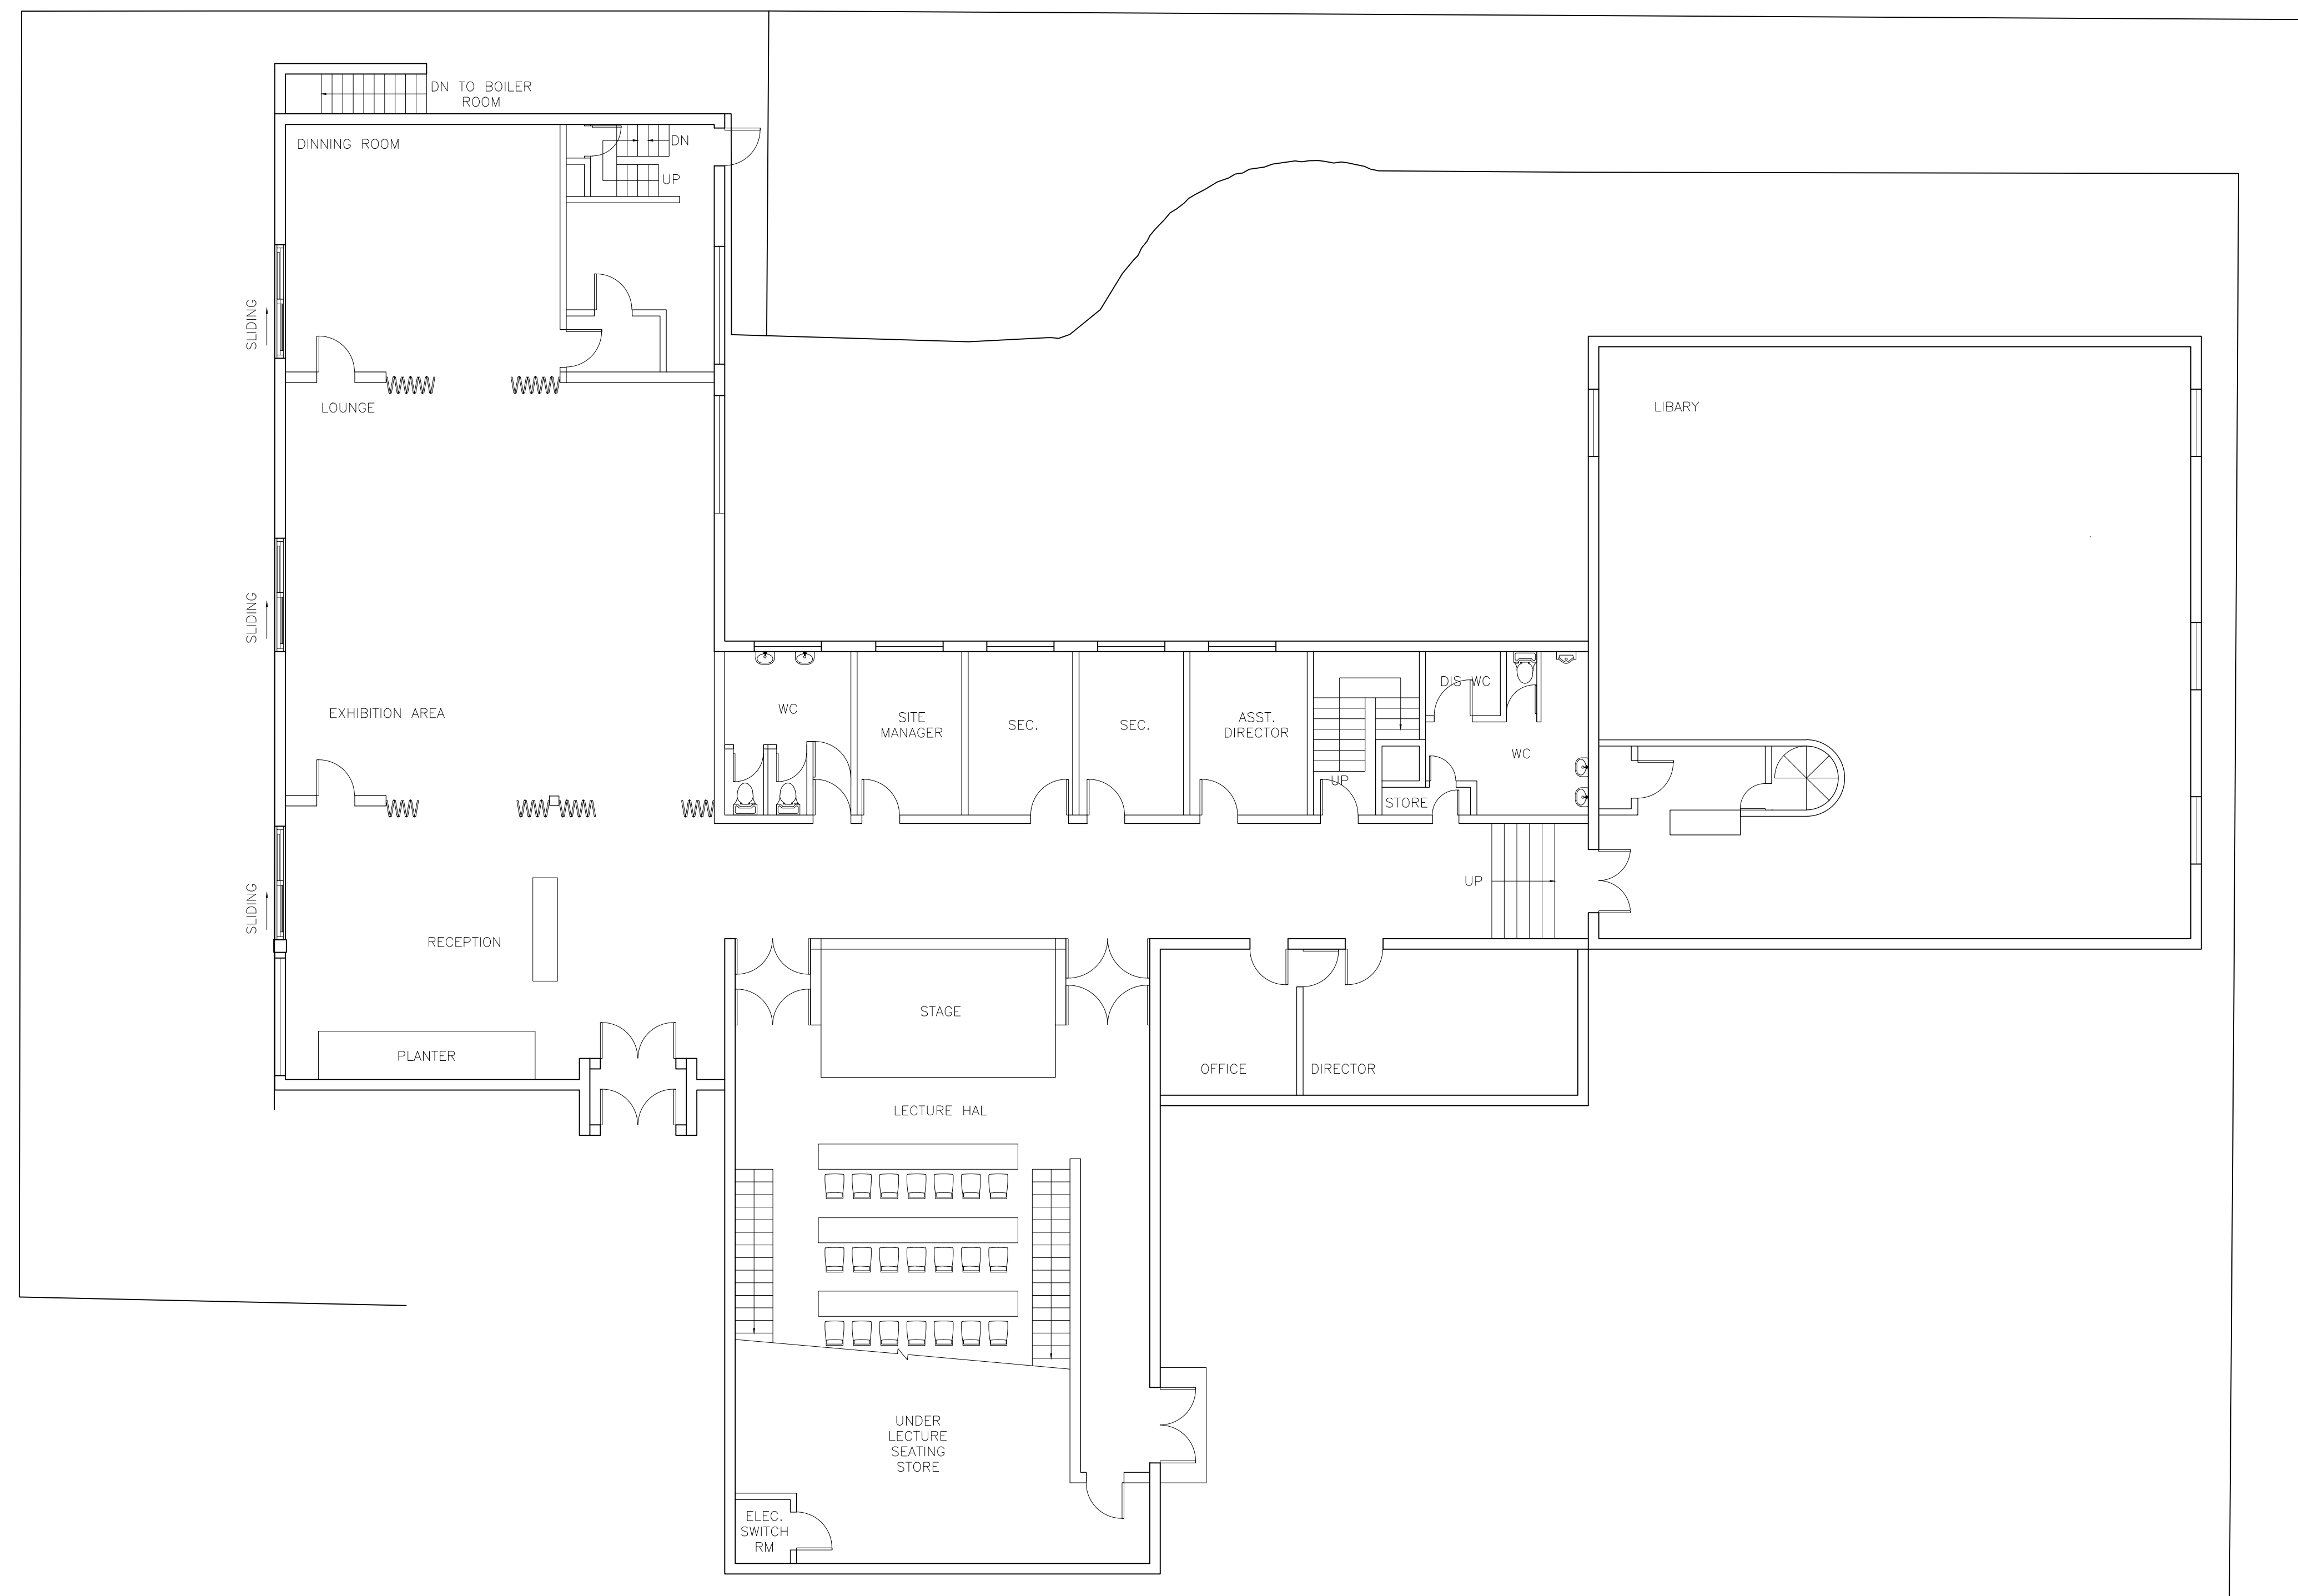 DN TO BOILER
ROOM
DINNING ROOM
DN
UP
SLIDING
LOUNGE
LIBARY
SLIDING
EXHIBITION AREA
WC
SITE
MANAGER
SEC.
SEC.
ASST.
DIRECTOR
UP
DIS WC
WC
STORE
SLIDING
RECEPTION
UP
STAGE
PLANTER
OFFICE
DIRECTOR
LECTURE HAL
UNDER
LECTURE
SEATING
STORE
ELEC.
SWITCH
RM